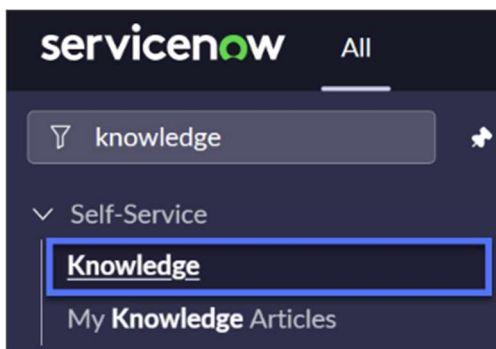 servicenow All
knowledge
Self-Service
Knowledge
My Knowledge Articles